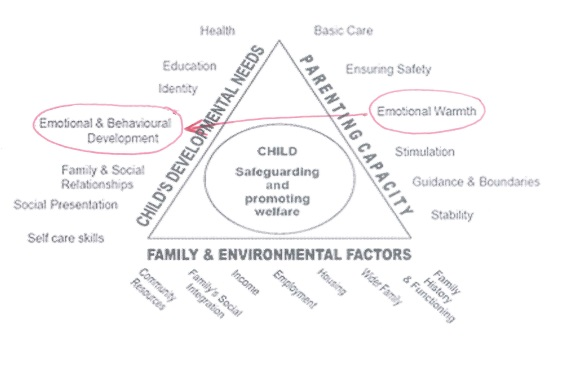 Health
Basic Care
Education
Ensuring Safety
Identity
Emotional Warmth
Emotional & Behavioural
Development
Stimulation
Family & Social
Relationships
Guidance & Boundaries
Social Presentation
Stability
Self care skills
CHILD'S DEVELOPMENTAL NEEDS
PARENTING CAPACITY
CHILD
Safeguarding
and
promoting
welfare
FAMILY & ENVIRONMENTAL FACTORS
Community
Resources
Family's Social
Integration
Income
Employment
Housing
Wider Family
Family
History
& Functioning